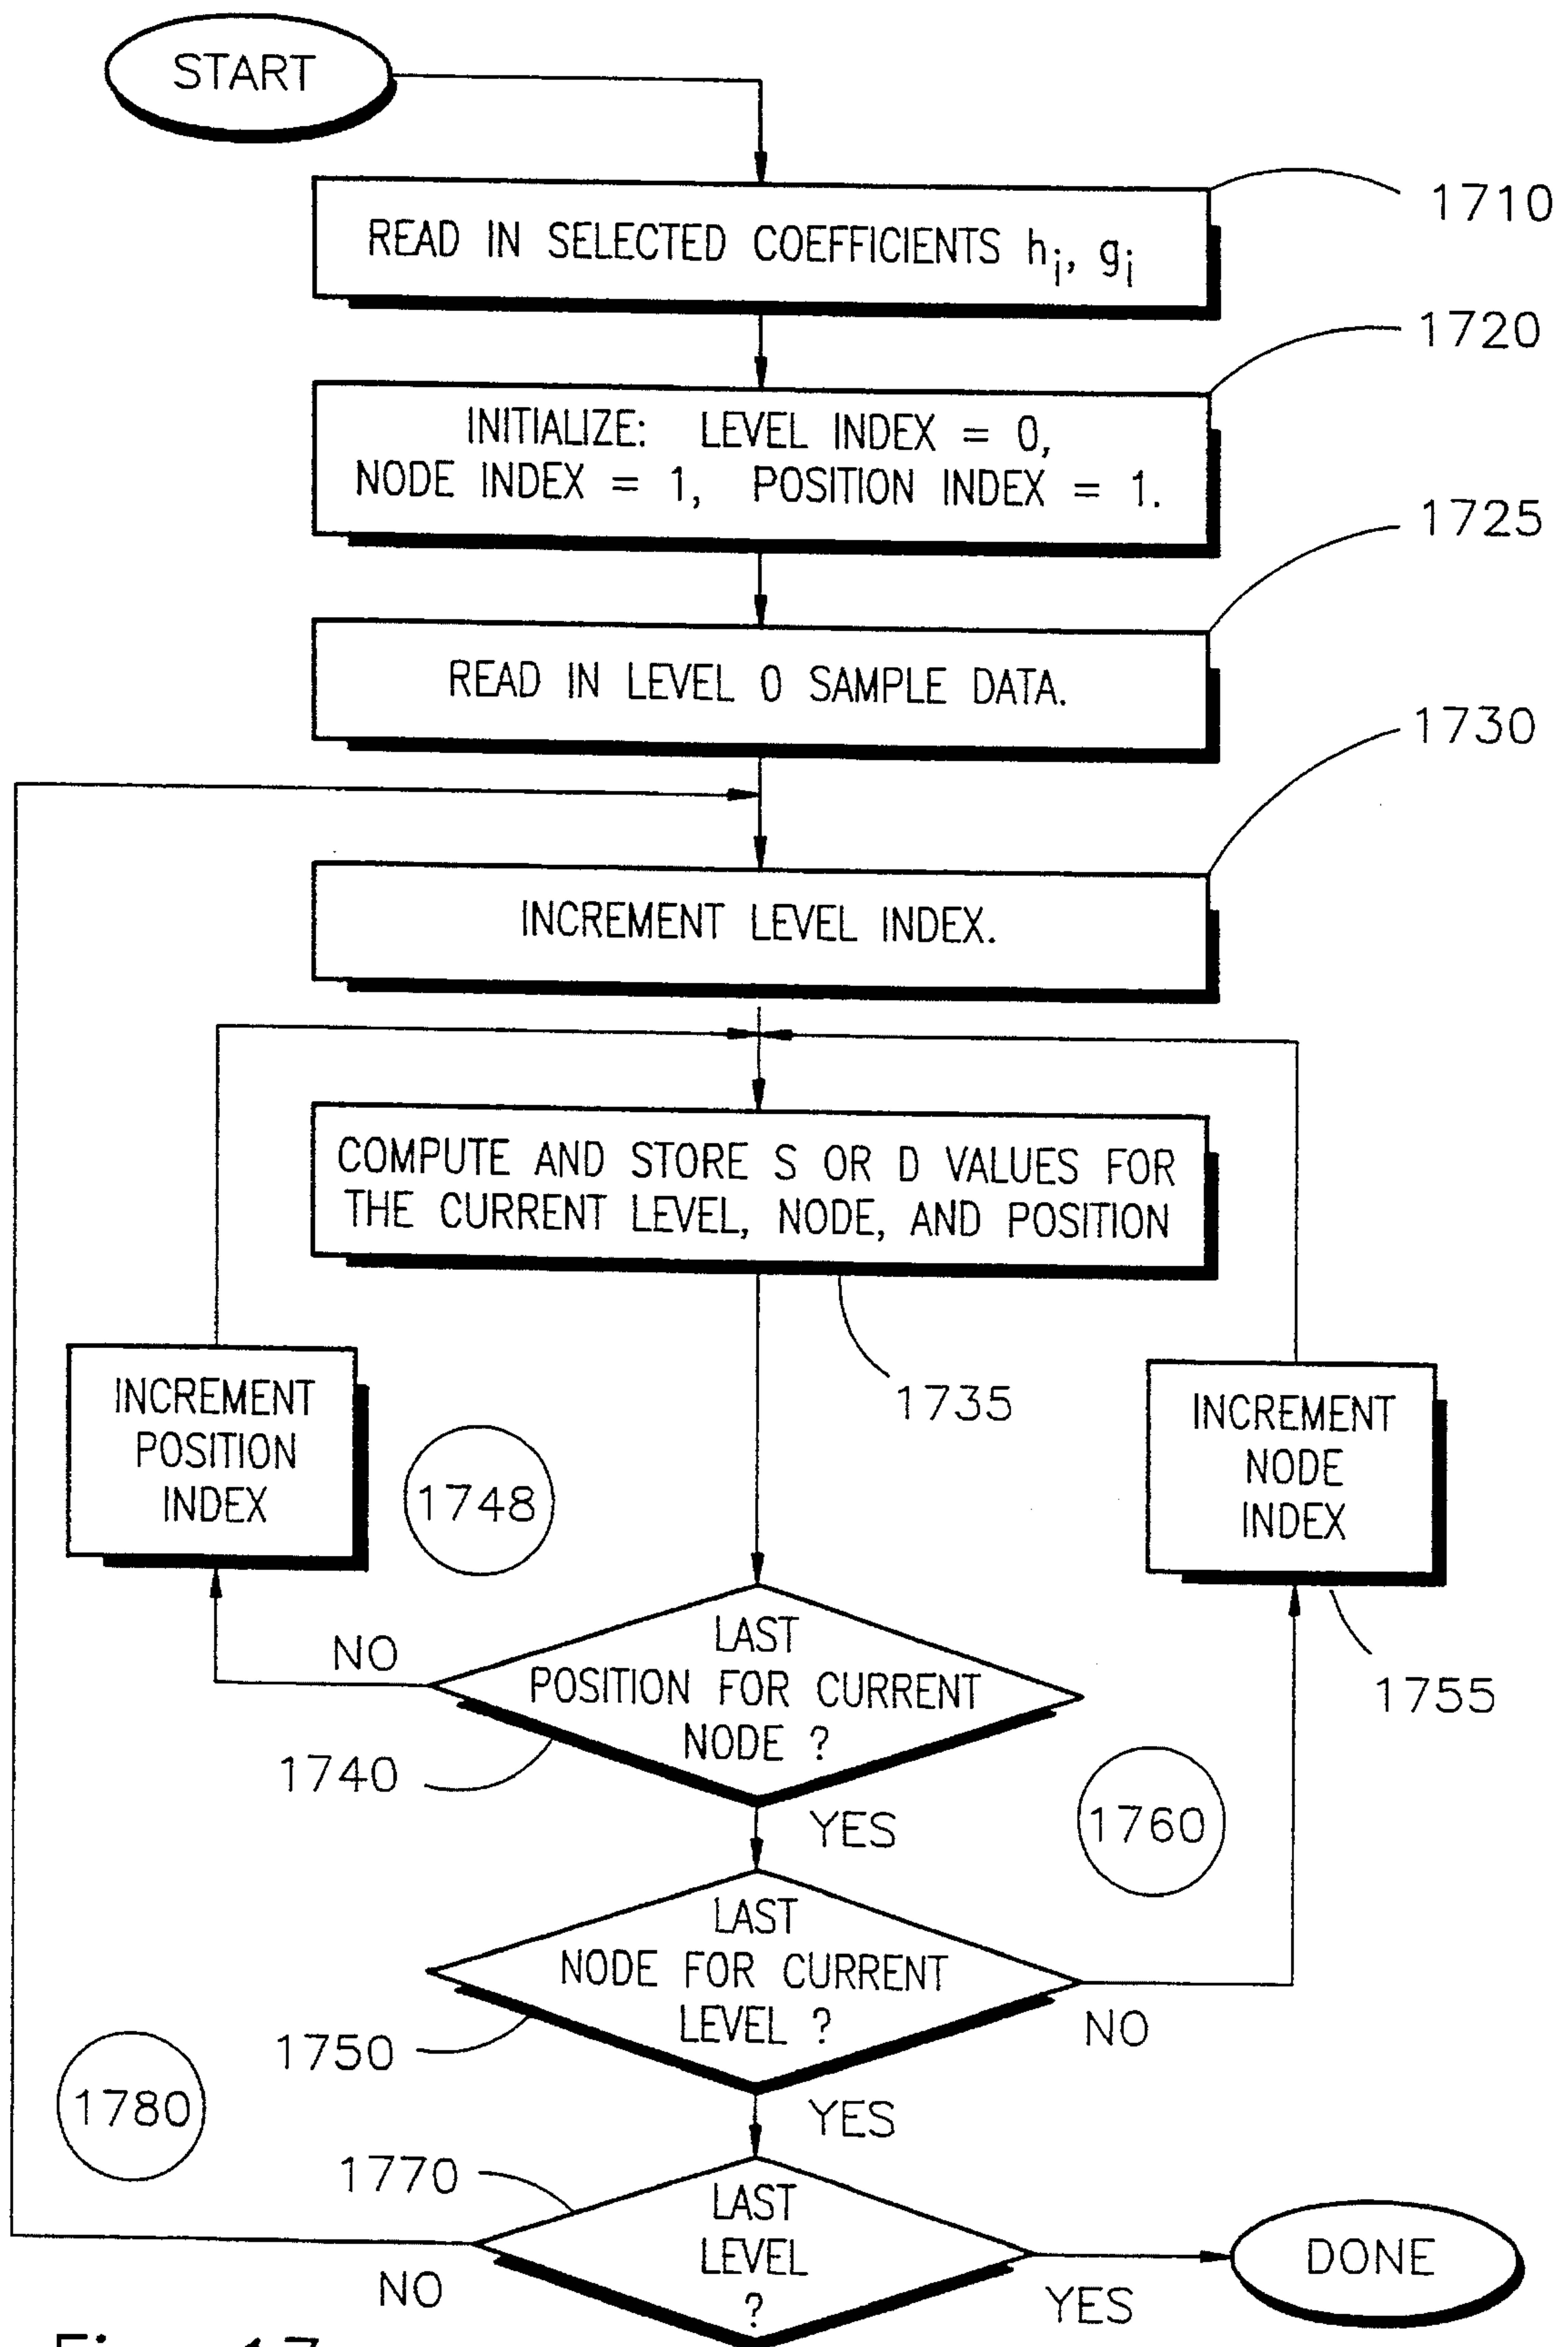 START
1710
READ IN SELECTED COEFFICIENTS hi, gi
1720
INITIALIZE: LEVEL INDEX = 0,
NODE INDEX = 1, POSITION INDEX = 1.
1725
READ IN LEVEL 0 SAMPLE DATA.
1730
INCREMENT LEVEL INDEX.
COMPUTE AND STORE S OR D VALUES FOR
THE CURRENT LEVEL, NODE, AND POSITION
1735
INCREMENT
POSITION
INDEX
1748
INCREMENT
NODE
INDEX
1755
NO
LAST
POSITION FOR CURRENT
NODE ?
1740
YES
1760
LAST
NODE FOR CURRENT
LEVEL ?
1750
NO
1780
YES
1770
LAST
LEVEL
?
NO
YES
DONE
Fig. 17